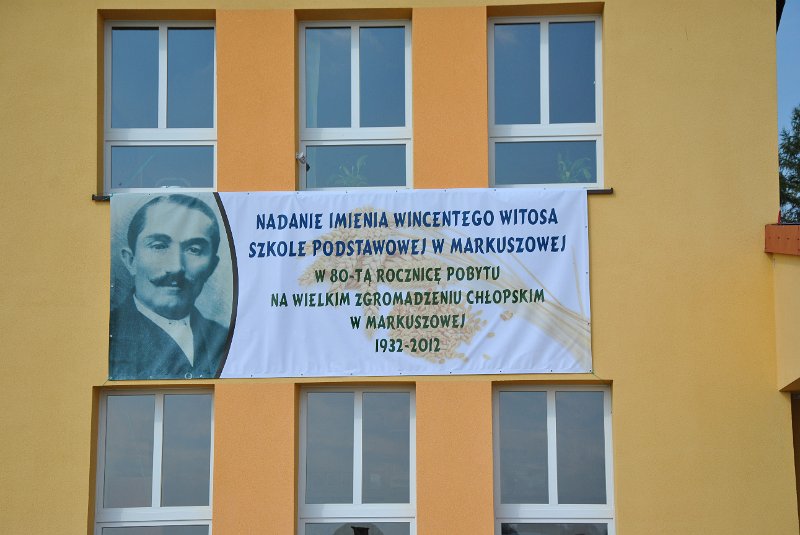 NADANIE IMIENIA WINCENTEGO WITOSA
SZKOLE PODSTAWOWEJ W MARKUSZOWEJ
W 80-TĄ ROCZNICĘ POBYTU
NA WIELKIM ZGROMADZENIU CHŁOPSKIM
W MARKUSZOWEJ
1932-2012